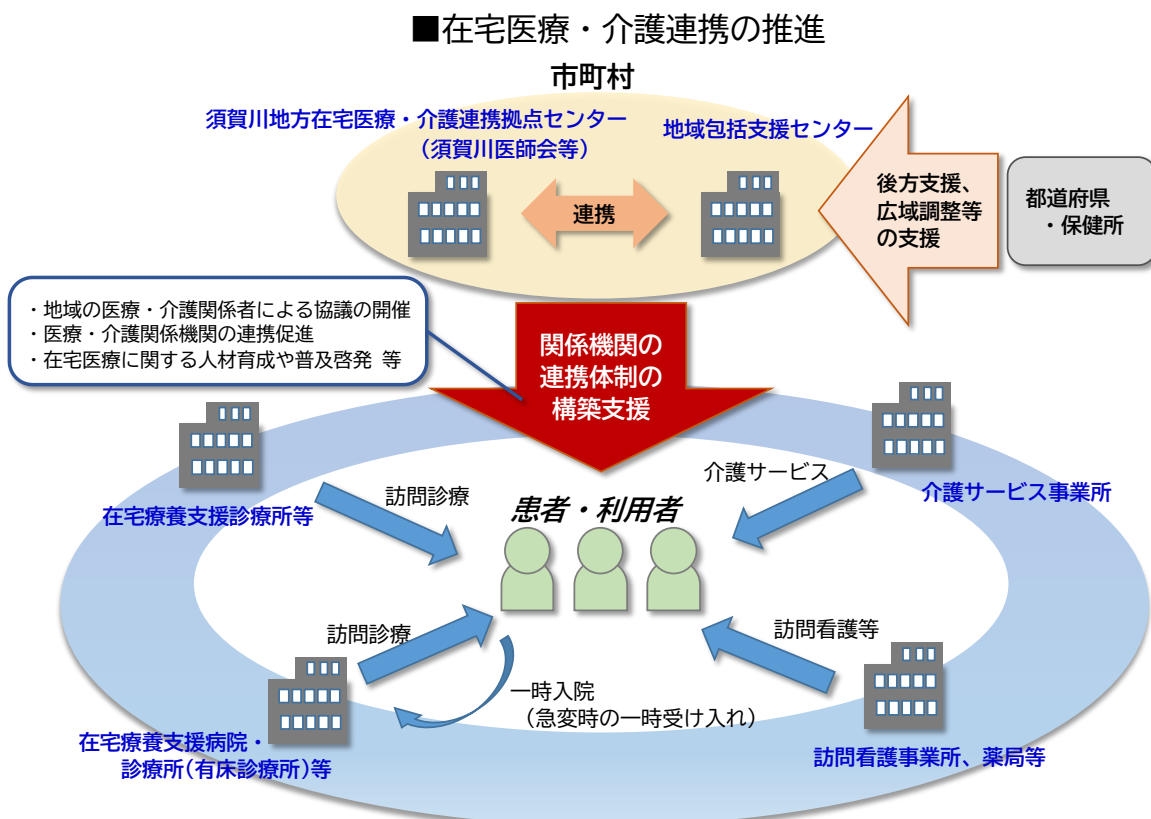 ■在宅医療・介護連携の推進
市町村
須賀川地方在宅医療・介護連携拠点センター
（須賀川医師会等）
地域包括支援センター
連携
後方支援、
広域調整等
の支援
都道府県
・保健所
・地域の医療・介護関係者による協議の開催
・医療・介護関係機関の連携促進
・在宅医療に関する人材育成や普及啓発 等
関係機関の
連携体制の
構築支援
在宅療養支援診療所等
訪問診療
介護サービス
介護サービス事業所
患者・利用者
訪問診療
訪問看護等
一時入院
（急変時の一時受け入れ）
在宅療養支援病院・
診療所(有床診療所)等
訪問看護事業所、薬局等